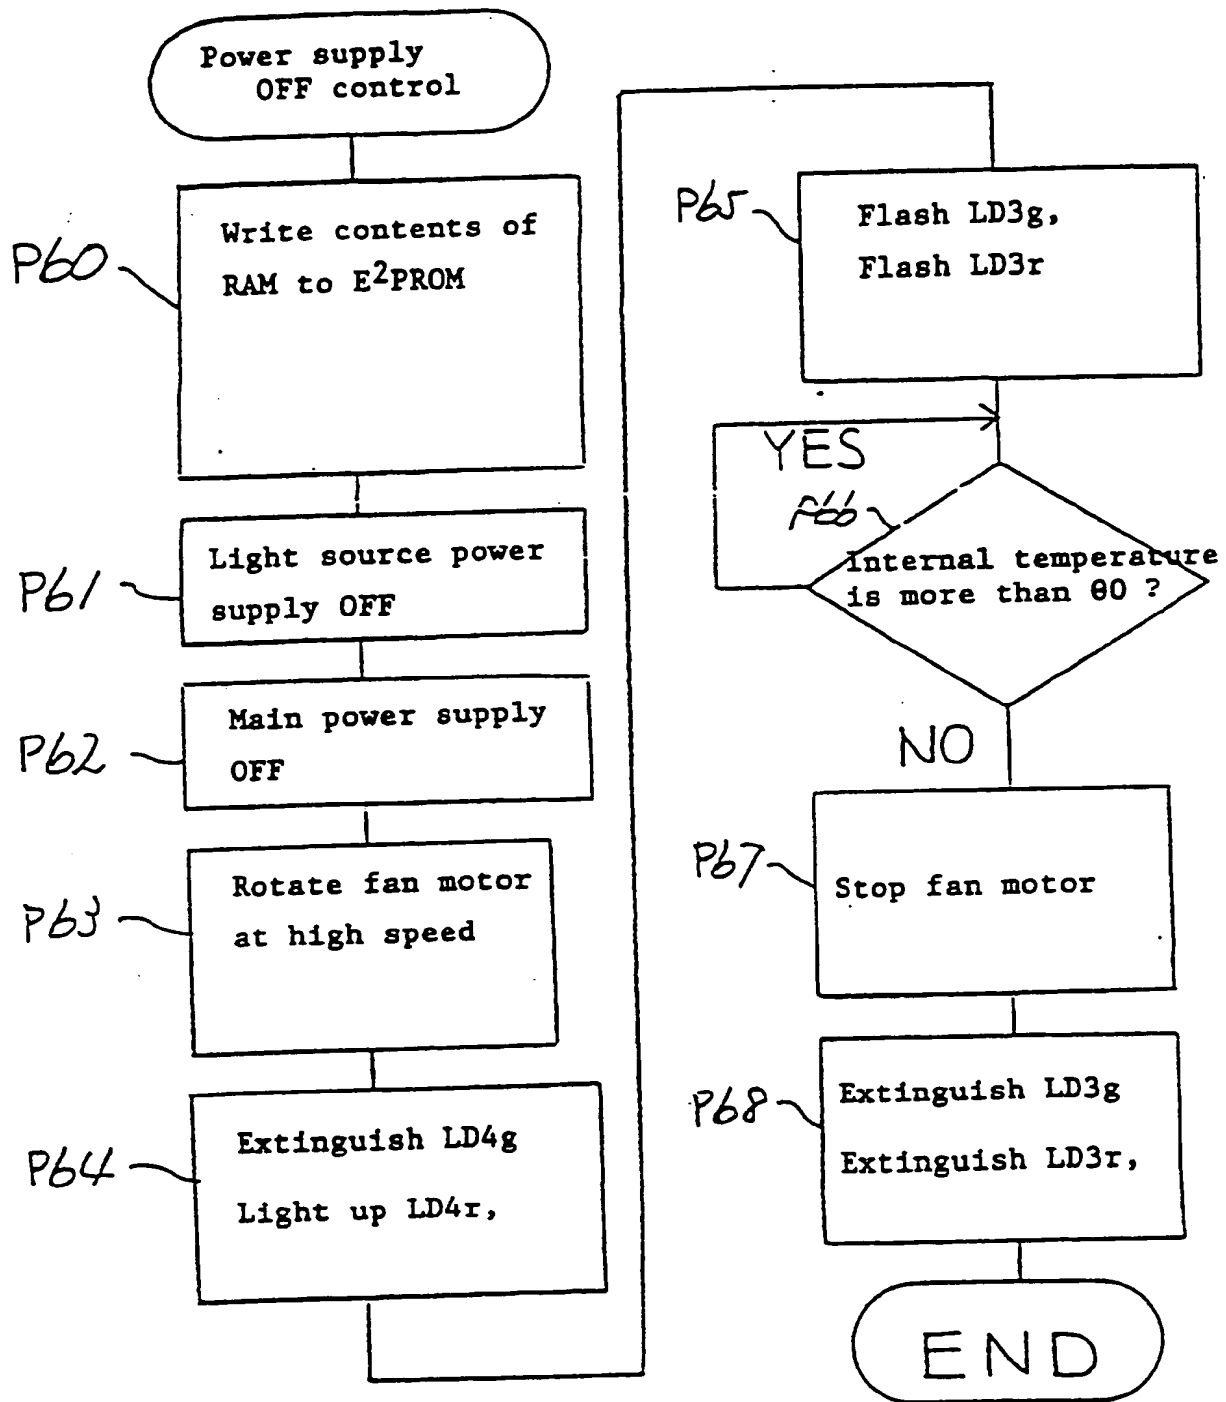 Power supply
OFF control
P60
Write contents of
RAM to E²PROM
P61
Light source power
supply OFF
P62
Main power supply
OFF
P63
Rotate fan motor
at high speed
P64
Extinguish LD4g
Light up LD4r,
P65
Flash LD3g,
Flash LD3r
YES
P66
Internal temperature
is more than θ0 ?
NO
P67
Stop fan motor
P68
Extinguish LD3g
Extinguish LD3r,
END